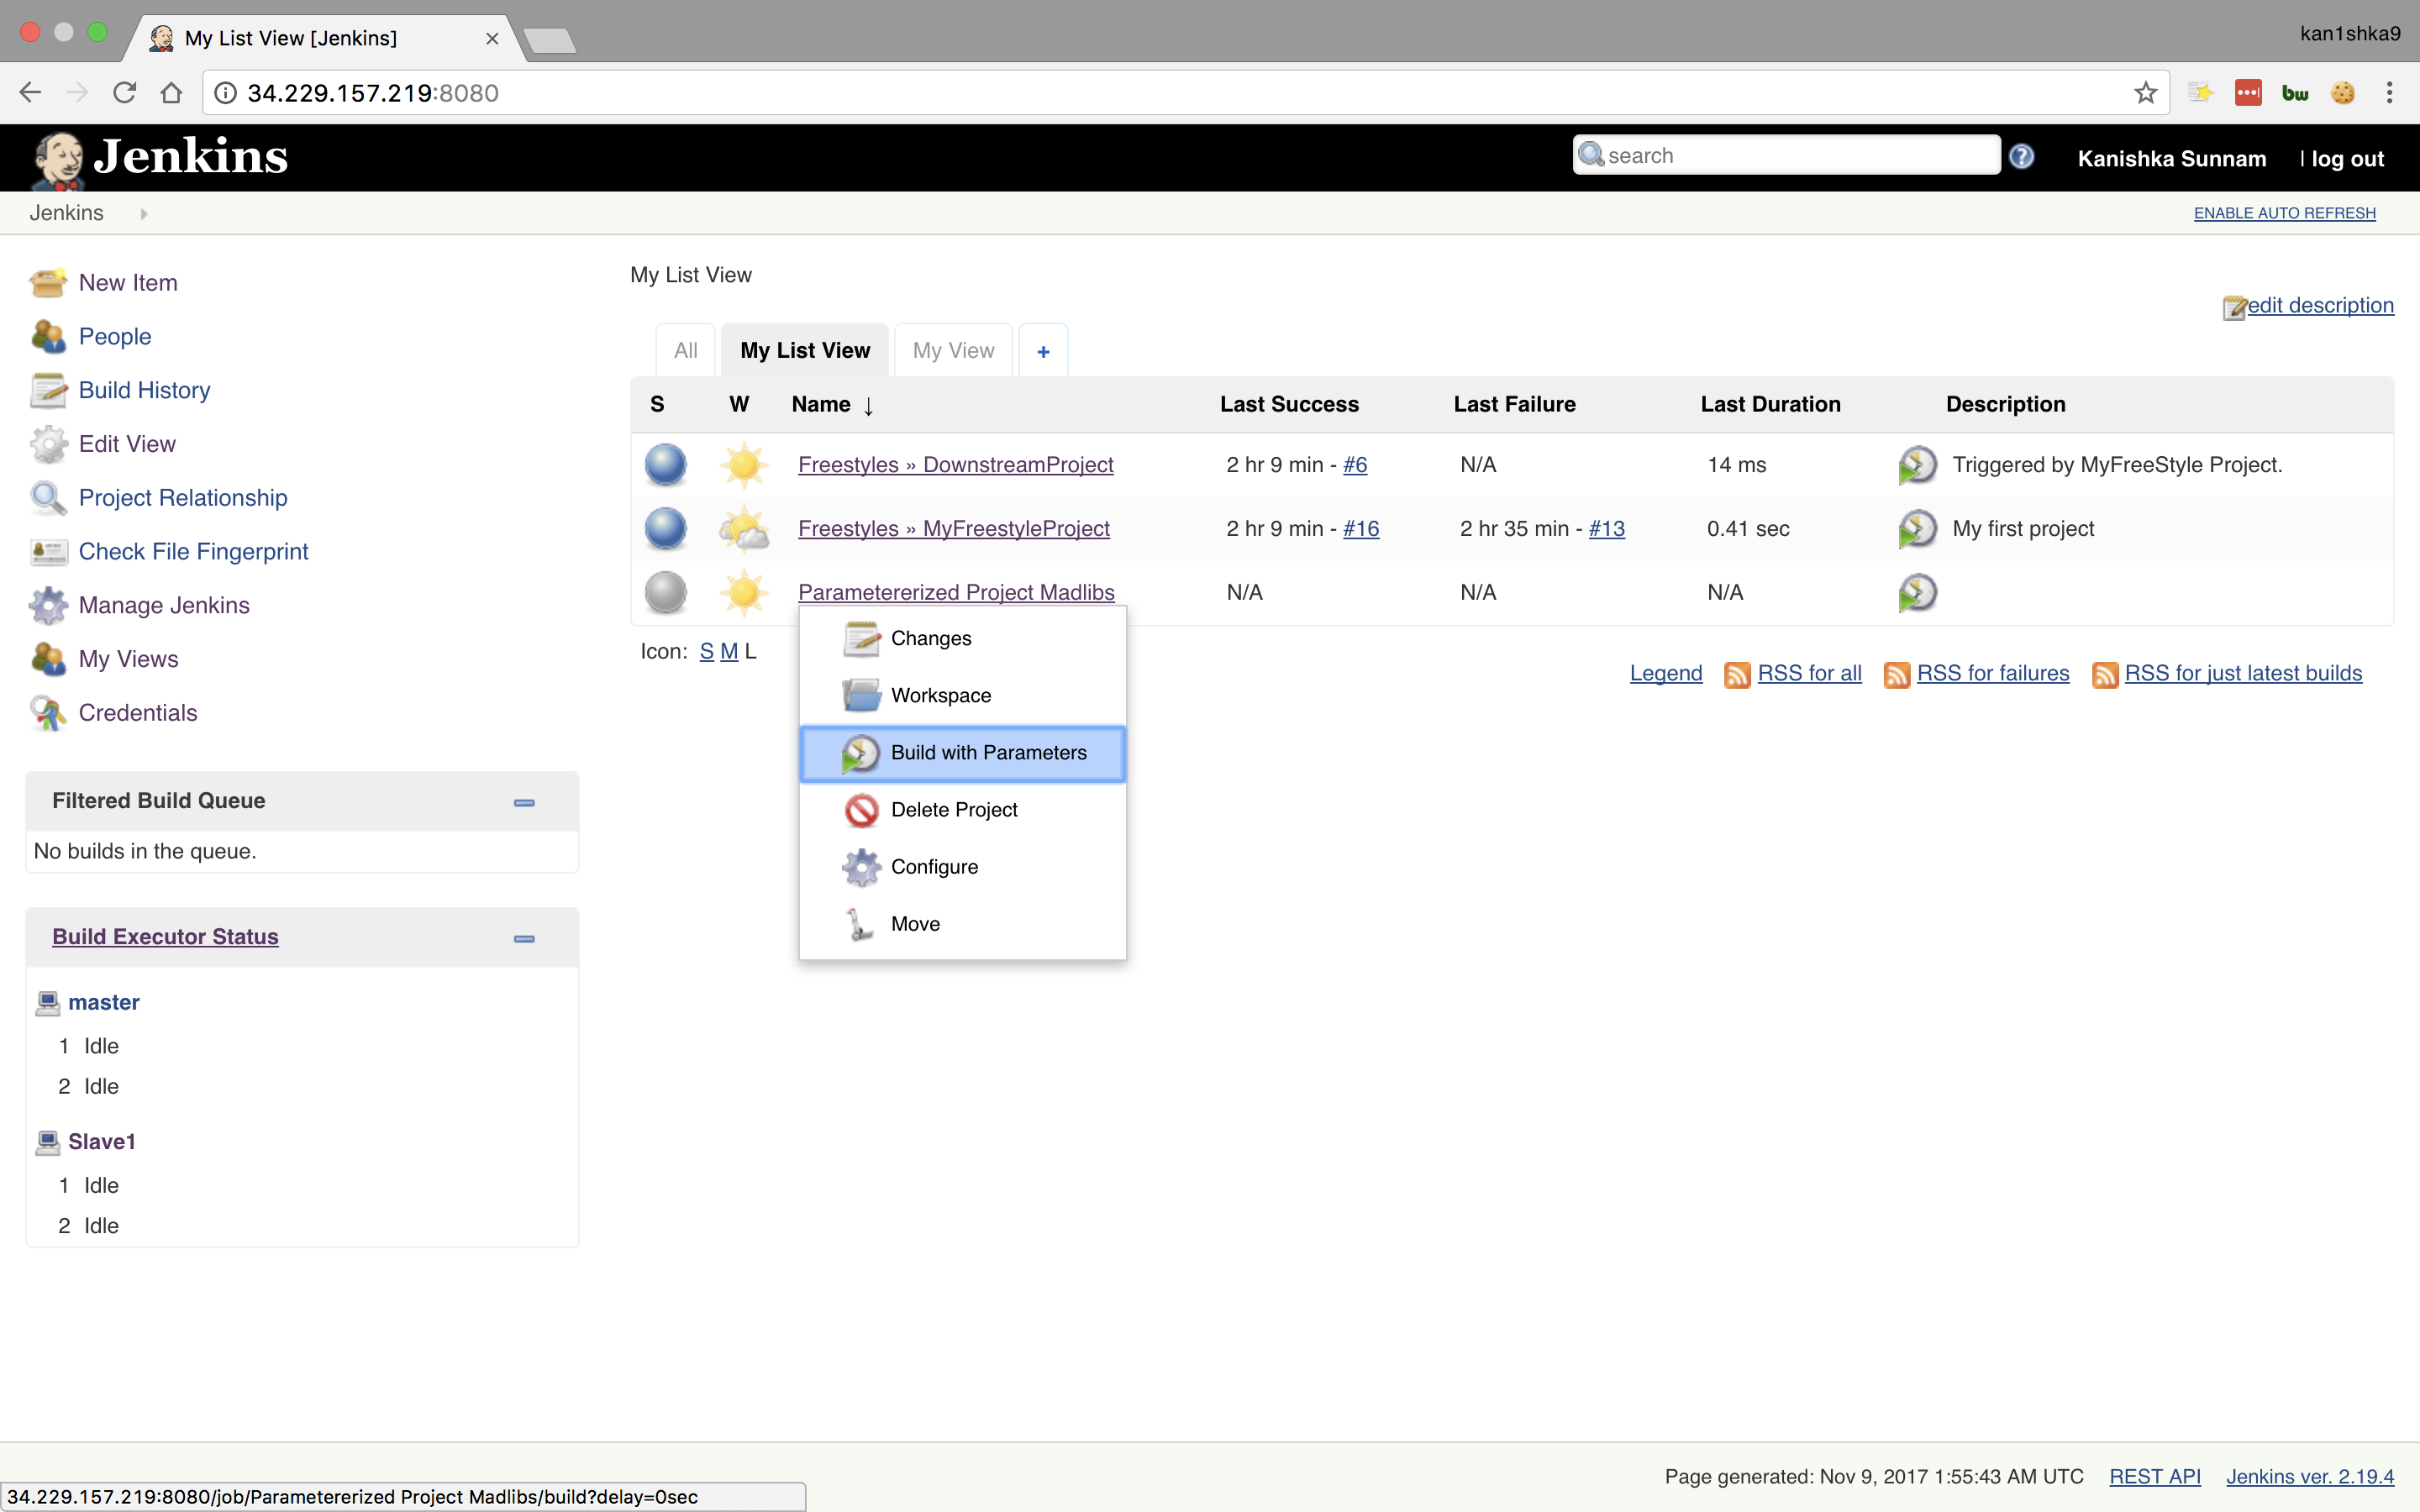 My List View [Jenkins]
kan1shka9
34.229.157.219:8080
bw
Jenkins
search
Kanishka Sunnam | log out
Jenkins
ENABLE AUTO REFRESH
New Item
People
Build History
Edit View
Project Relationship
Check File Fingerprint
Manage Jenkins
My Views
Credentials
Filtered Build Queue
No builds in the queue.
Build Executor Status
master
1 Idle
2 Idle
Slave1
1 Idle
2 Idle
My List View
edit description
All My List View My View +
S W Name ↓ Last Success Last Failure Last Duration Description
Freestyles » DownstreamProject 2 hr 9 min - #6 N/A 14 ms Triggered by MyFreeStyle Project.
Freestyles » MyFreestyleProject 2 hr 9 min - #16 2 hr 35 min - #13 0.41 sec My first project
Parametererized Project Madlibs N/A N/A N/A
Icon: S M L
Changes
Workspace
Build with Parameters
Delete Project
Configure
Move
Legend RSS for all RSS for failures RSS for just latest builds
Page generated: Nov 9, 2017 1:55:43 AM UTC REST API Jenkins ver. 2.19.4
34.229.157.219:8080/job/Parametererized Project Madlibs/build?delay=0sec